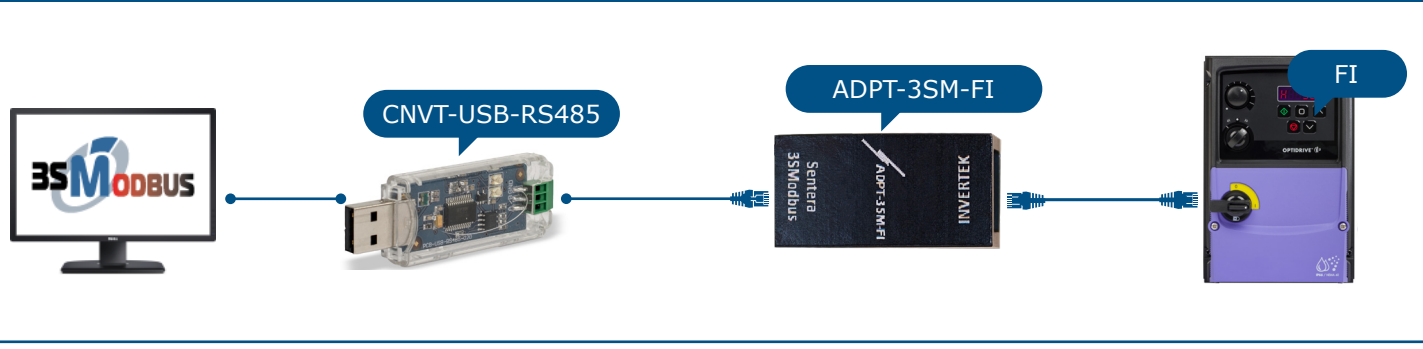 3SMODBUS
CNVT-USB-RS485
ADPT-3SM-FI
Sentera
3SModbus
ADPT-3SM-FI
INVERTEK
FI
OPTIDRIVE